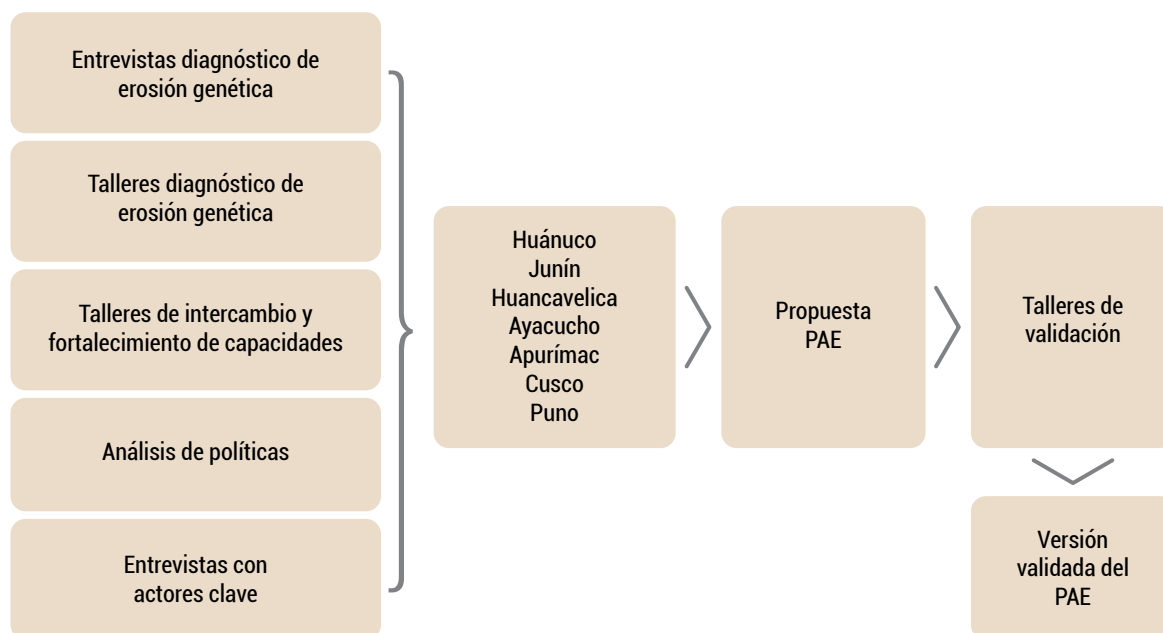 Entrevistas diagnóstico de
erosión genética
Talleres diagnóstico de
erosión genética
Talleres de intercambio y
fortalecimiento de capacidades
Análisis de políticas
Entrevistas con
actores clave
Huánuco
Junín
Huancavelica
Ayacucho
Apurímac
Cusco
Puno
Propuesta
PAE
Talleres de
validación
Versión
validada del
PAE